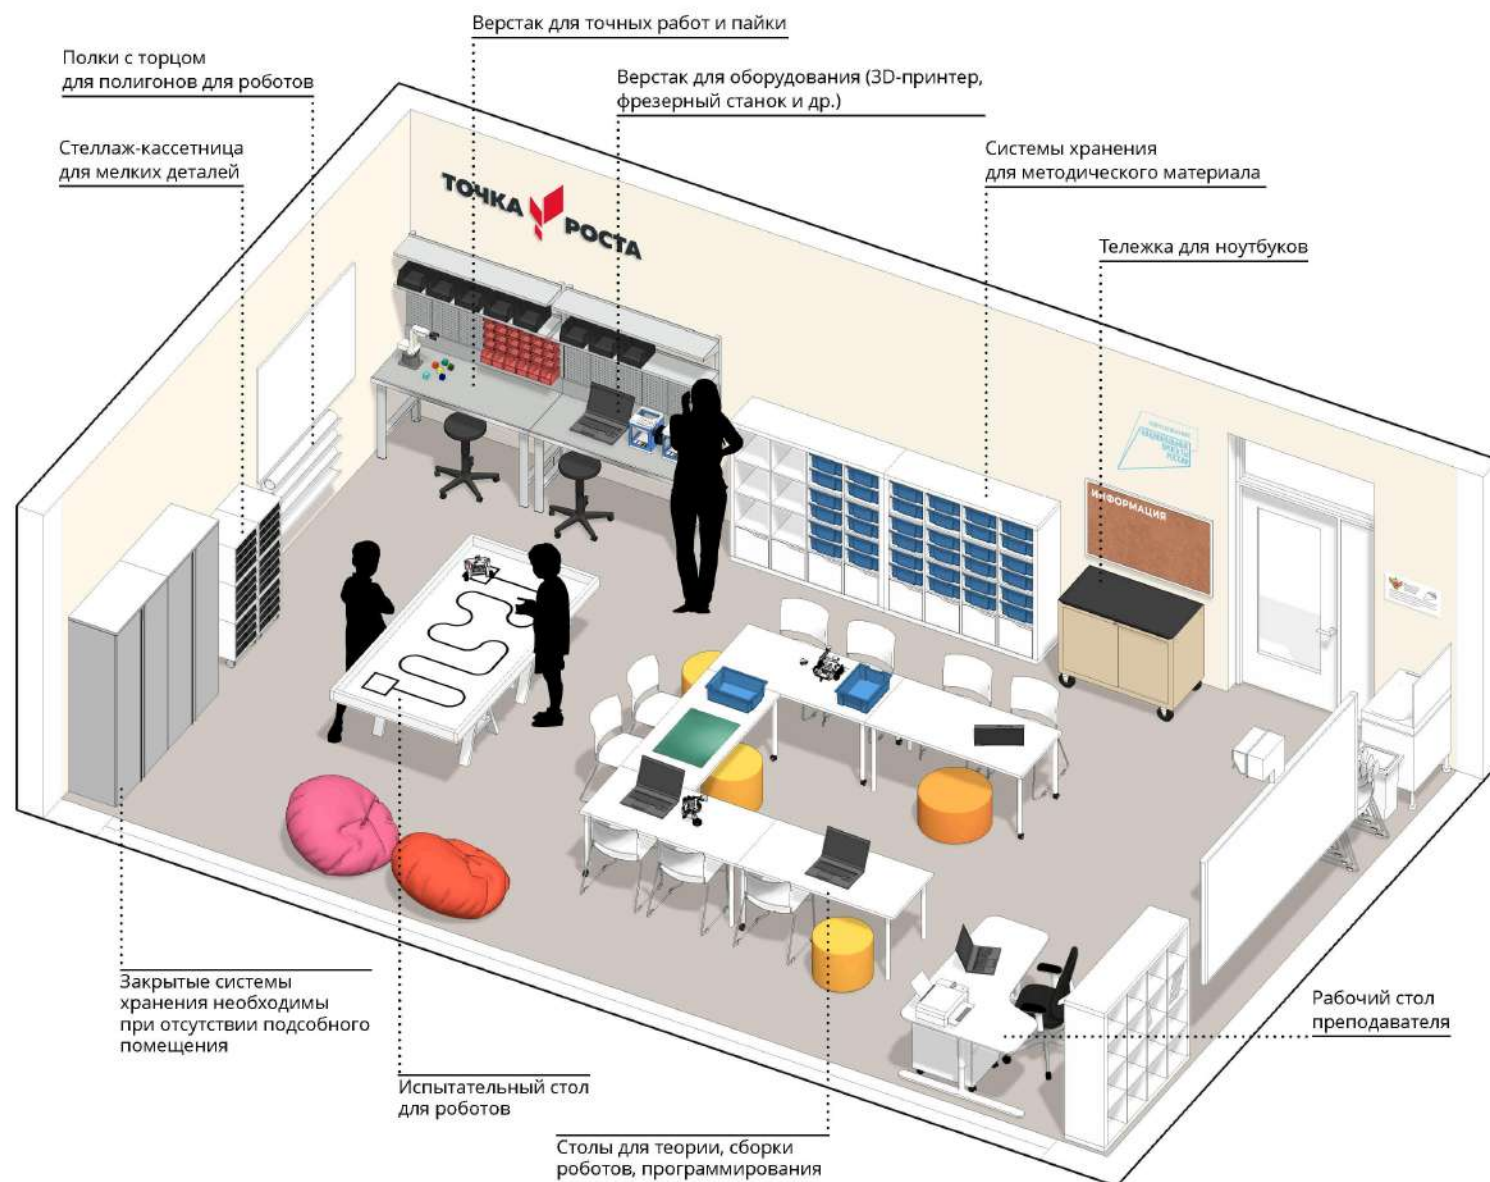 Верстак для точных работ и пайки
Полки с торцом
для полигонов для роботов
Верстак для оборудования (3D-принтер,
фрезерный станок и др.)
Стеллаж-кассетница
для мелких деталей
Системы хранения
для методического материала
Тележка для ноутбуков
ТОЧКА
РОСТА
ИНФОРМАЦИЯ
Закрытые системы
хранения необходимы
при отсутствии подсобного
помещения
Рабочий стол
преподавателя
Испытательный стол
для роботов
Столы для теории, сборки
роботов, программирования